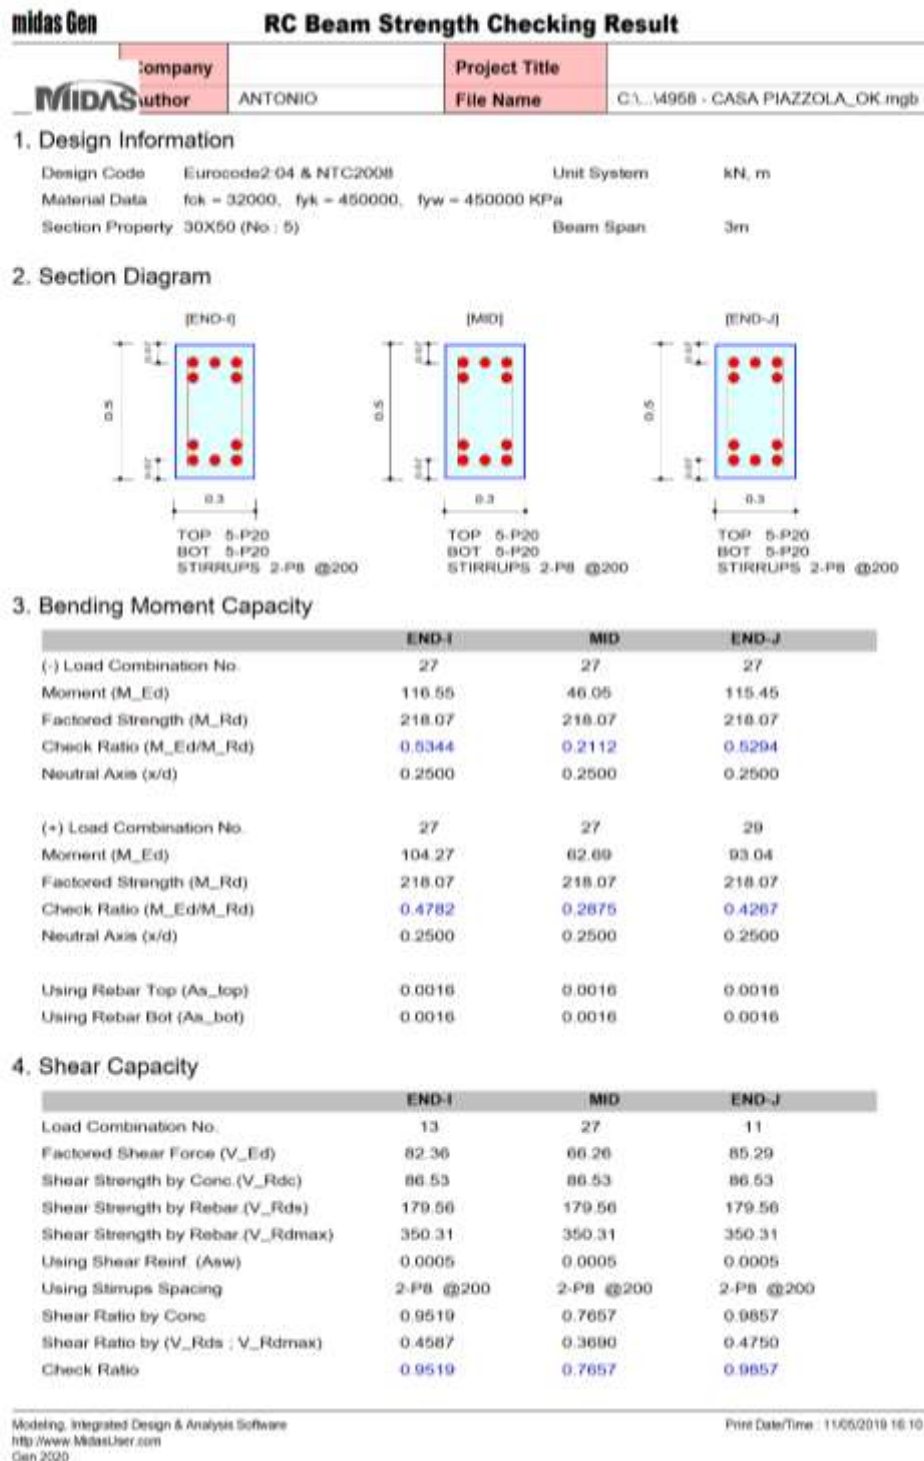 midas Gen
RC Beam Strength Checking Result
Company
Project Title
MIDAS
Author ANTONIO File Name C:\...\4958 - CASA PIAZZOLA_OK.mgb
1. Design Information
Design Code Eurocode2:04 & NTC2008 Unit System kN, m
Material Data fck = 32000, fyk = 450000, fyw = 450000 KPa
Section Property 30X50 (No : 5) Beam Span 3m
2. Section Diagram
[END-I] [MID] [END-J]
0.07 0.07 0.07
0.5 0.5 0.5
0.07 0.07 0.07
0.3 0.3 0.3
TOP 5-P20 TOP 5-P20 TOP 5-P20
BOT 5-P20 BOT 5-P20 BOT 5-P20
STIRRUPS 2-P8 @200 STIRRUPS 2-P8 @200 STIRRUPS 2-P8 @200
3. Bending Moment Capacity
END-I MID END-J
(-) Load Combination No. 27 27 27
Moment (M_Ed) 116.55 46.05 115.45
Factored Strength (M_Rd) 218.07 218.07 218.07
Check Ratio (M_Ed/M_Rd) 0.5344 0.2112 0.5294
Neutral Axis (x/d) 0.2500 0.2500 0.2500
(+) Load Combination No. 27 27 29
Moment (M_Ed) 104.27 62.69 93.04
Factored Strength (M_Rd) 218.07 218.07 218.07
Check Ratio (M_Ed/M_Rd) 0.4782 0.2875 0.4267
Neutral Axis (x/d) 0.2500 0.2500 0.2500
Using Rebar Top (As_top) 0.0016 0.0016 0.0016
Using Rebar Bot (As_bot) 0.0016 0.0016 0.0016
4. Shear Capacity
END-I MID END-J
Load Combination No. 13 27 11
Factored Shear Force (V_Ed) 82.36 66.26 85.29
Shear Strength by Conc.(V_Rdc) 86.53 86.53 86.53
Shear Strength by Rebar.(V_Rds) 179.56 179.56 179.56
Shear Strength by Rebar.(V_Rdmax) 350.31 350.31 350.31
Using Shear Reinf. (Asw) 0.0005 0.0005 0.0005
Using Stirrups Spacing 2-P8 @200 2-P8 @200 2-P8 @200
Shear Ratio by Conc 0.9519 0.7657 0.9857
Shear Ratio by (V_Rds ; V_Rdmax) 0.4587 0.3690 0.4750
Check Ratio 0.9519 0.7657 0.9857
Modeling, Integrated Design & Analysis Software Print Date/Time : 11/05/2019 16:10
http://www.MidasUser.com
Gen 2020